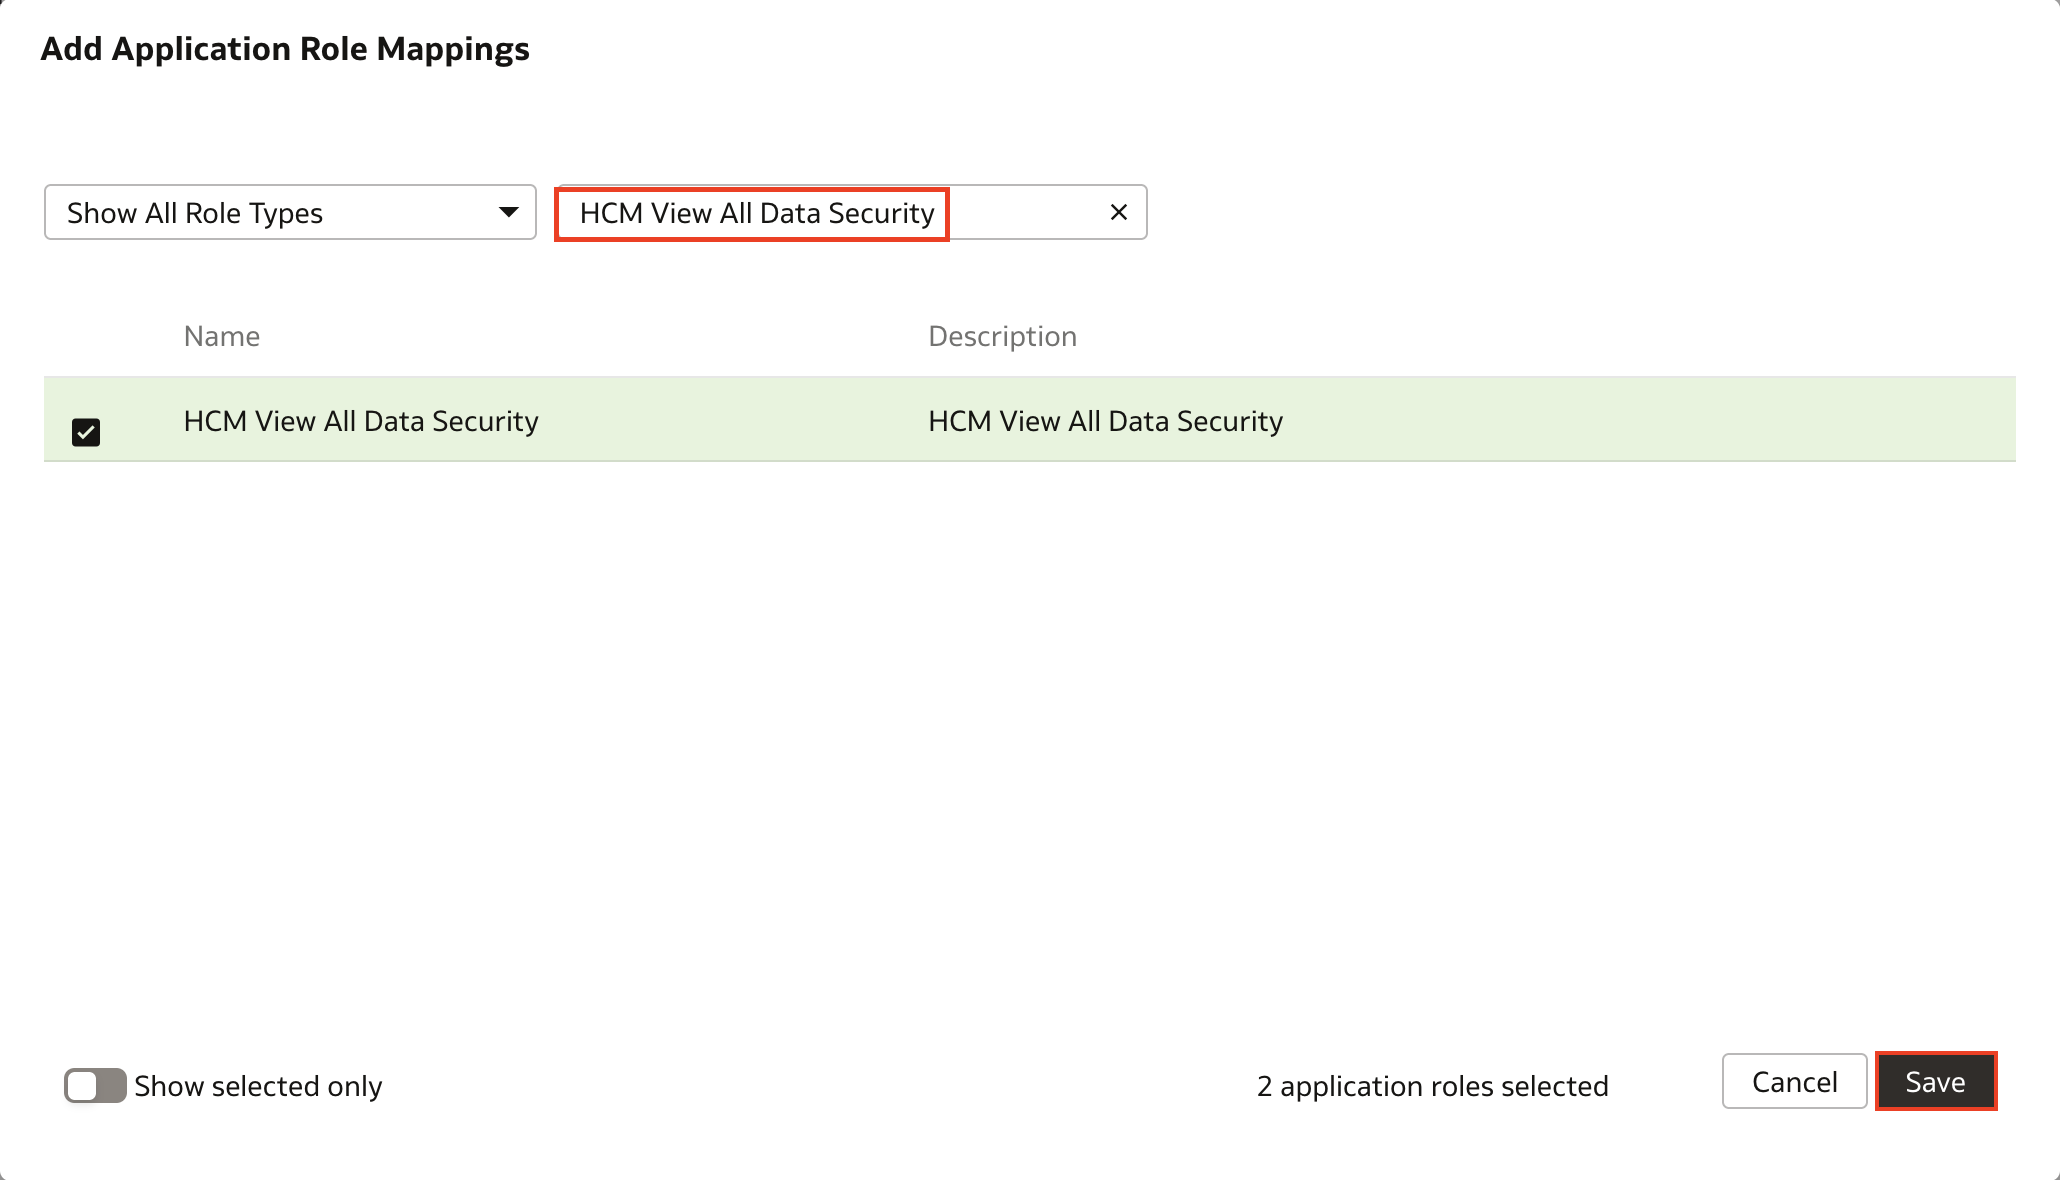 Add Application Role Mappings
Show All Role Types
HCM View All Data Security
Name Description
HCM View All Data Security HCM View All Data Security
Show selected only 2 application roles selected Cancel Save